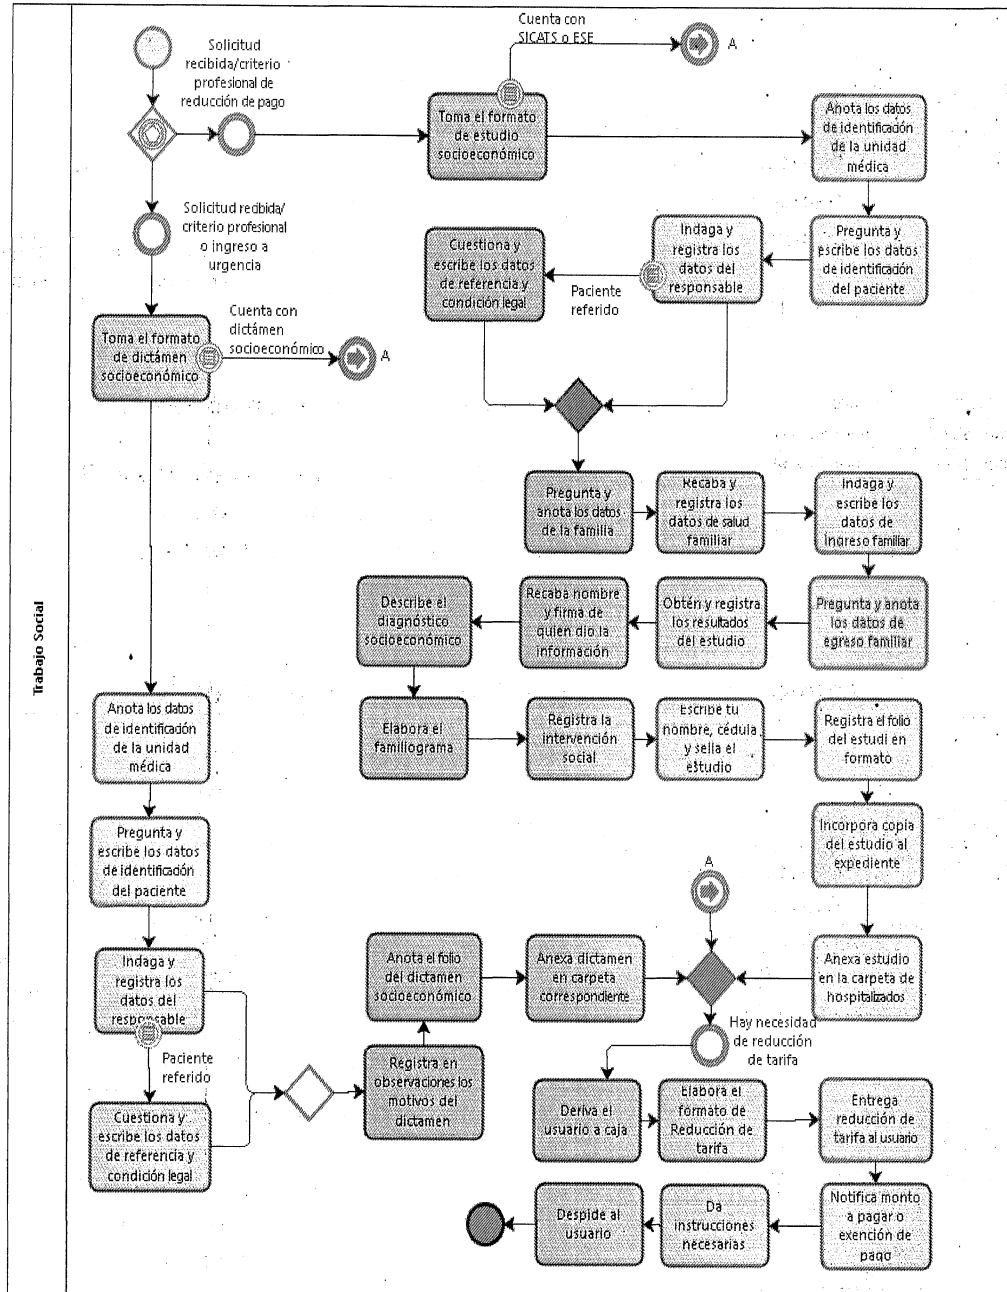 Trabajo Social
Solicitud
recibida/criterio
profesional de
reducción de pago
Cuenta con
SICATS o ESE
A
Toma el formato
de estudio
socioeconómico
Anota los datos
de identificación
de la unidad
médica
Solicitud recibida/
criterio profesional
o ingreso a
urgencia
Cuestiona y
escribe los datos
de referencia y
condición legal
Paciente
referido
Indaga y
registra los
datos del
responsable
Pregunta y
escribe los datos
de identificación
del paciente
Toma el formato
de dictámen
socioeconómico
Cuenta con
dictámen
socioeconómico
A
Pregunta y
anota los datos
de la familia
Recaba y
registra los
datos de salud
familiar
Indaga y
escribe los
datos de
ingreso familiar
Describe el
diagnóstico
socioeconómico
Recaba nombre
y firma de
quien dio la
información
Obtén y registra
los resultados
del estudio
Pregunta y anota
los datos de
egreso familiar
Elabora el
familiograma
Registra la
intervención
social
Escribe tu
nombre, cédula
y sella el
estudio
Registra el folio
del estudi en
formato
Anota los datos
de identificación
de la unidad
médica
Pregunta y
escribe los datos
de identificación
del paciente
Incorpora copia
del estudio al
expediente
A
Indaga y
registra los
datos del
responsable
Anota el folio
del dictamen
socioeconómico
Anexa dictamen
en carpeta
correspondiente
Anexa estudio
en la carpeta de
hospitalizados
Paciente
referido
Hay necesidad
de reducción
de tarifa
Cuestiona y
escribe los datos
de referencia y
condición legal
Registra en
observaciones los
motivos del
dictamen
Deriva el
usuario a caja
Elabora el
formato de
Reducción de
tarifa
Entrega
reducción de
tarifa al usuario
Despide al
usuario
Da
instrucciones
necesarias
Notifica monto
a pagar o
exención de
pago